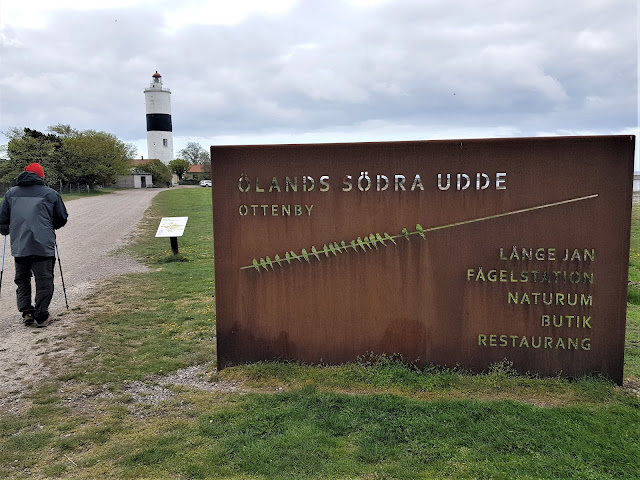 ÖLANDS SÖDRA UDDE
OTTENBY
LÅNGE JAN
FÅGELSTATION
NATURUM
BUTIK
RESTAURANG